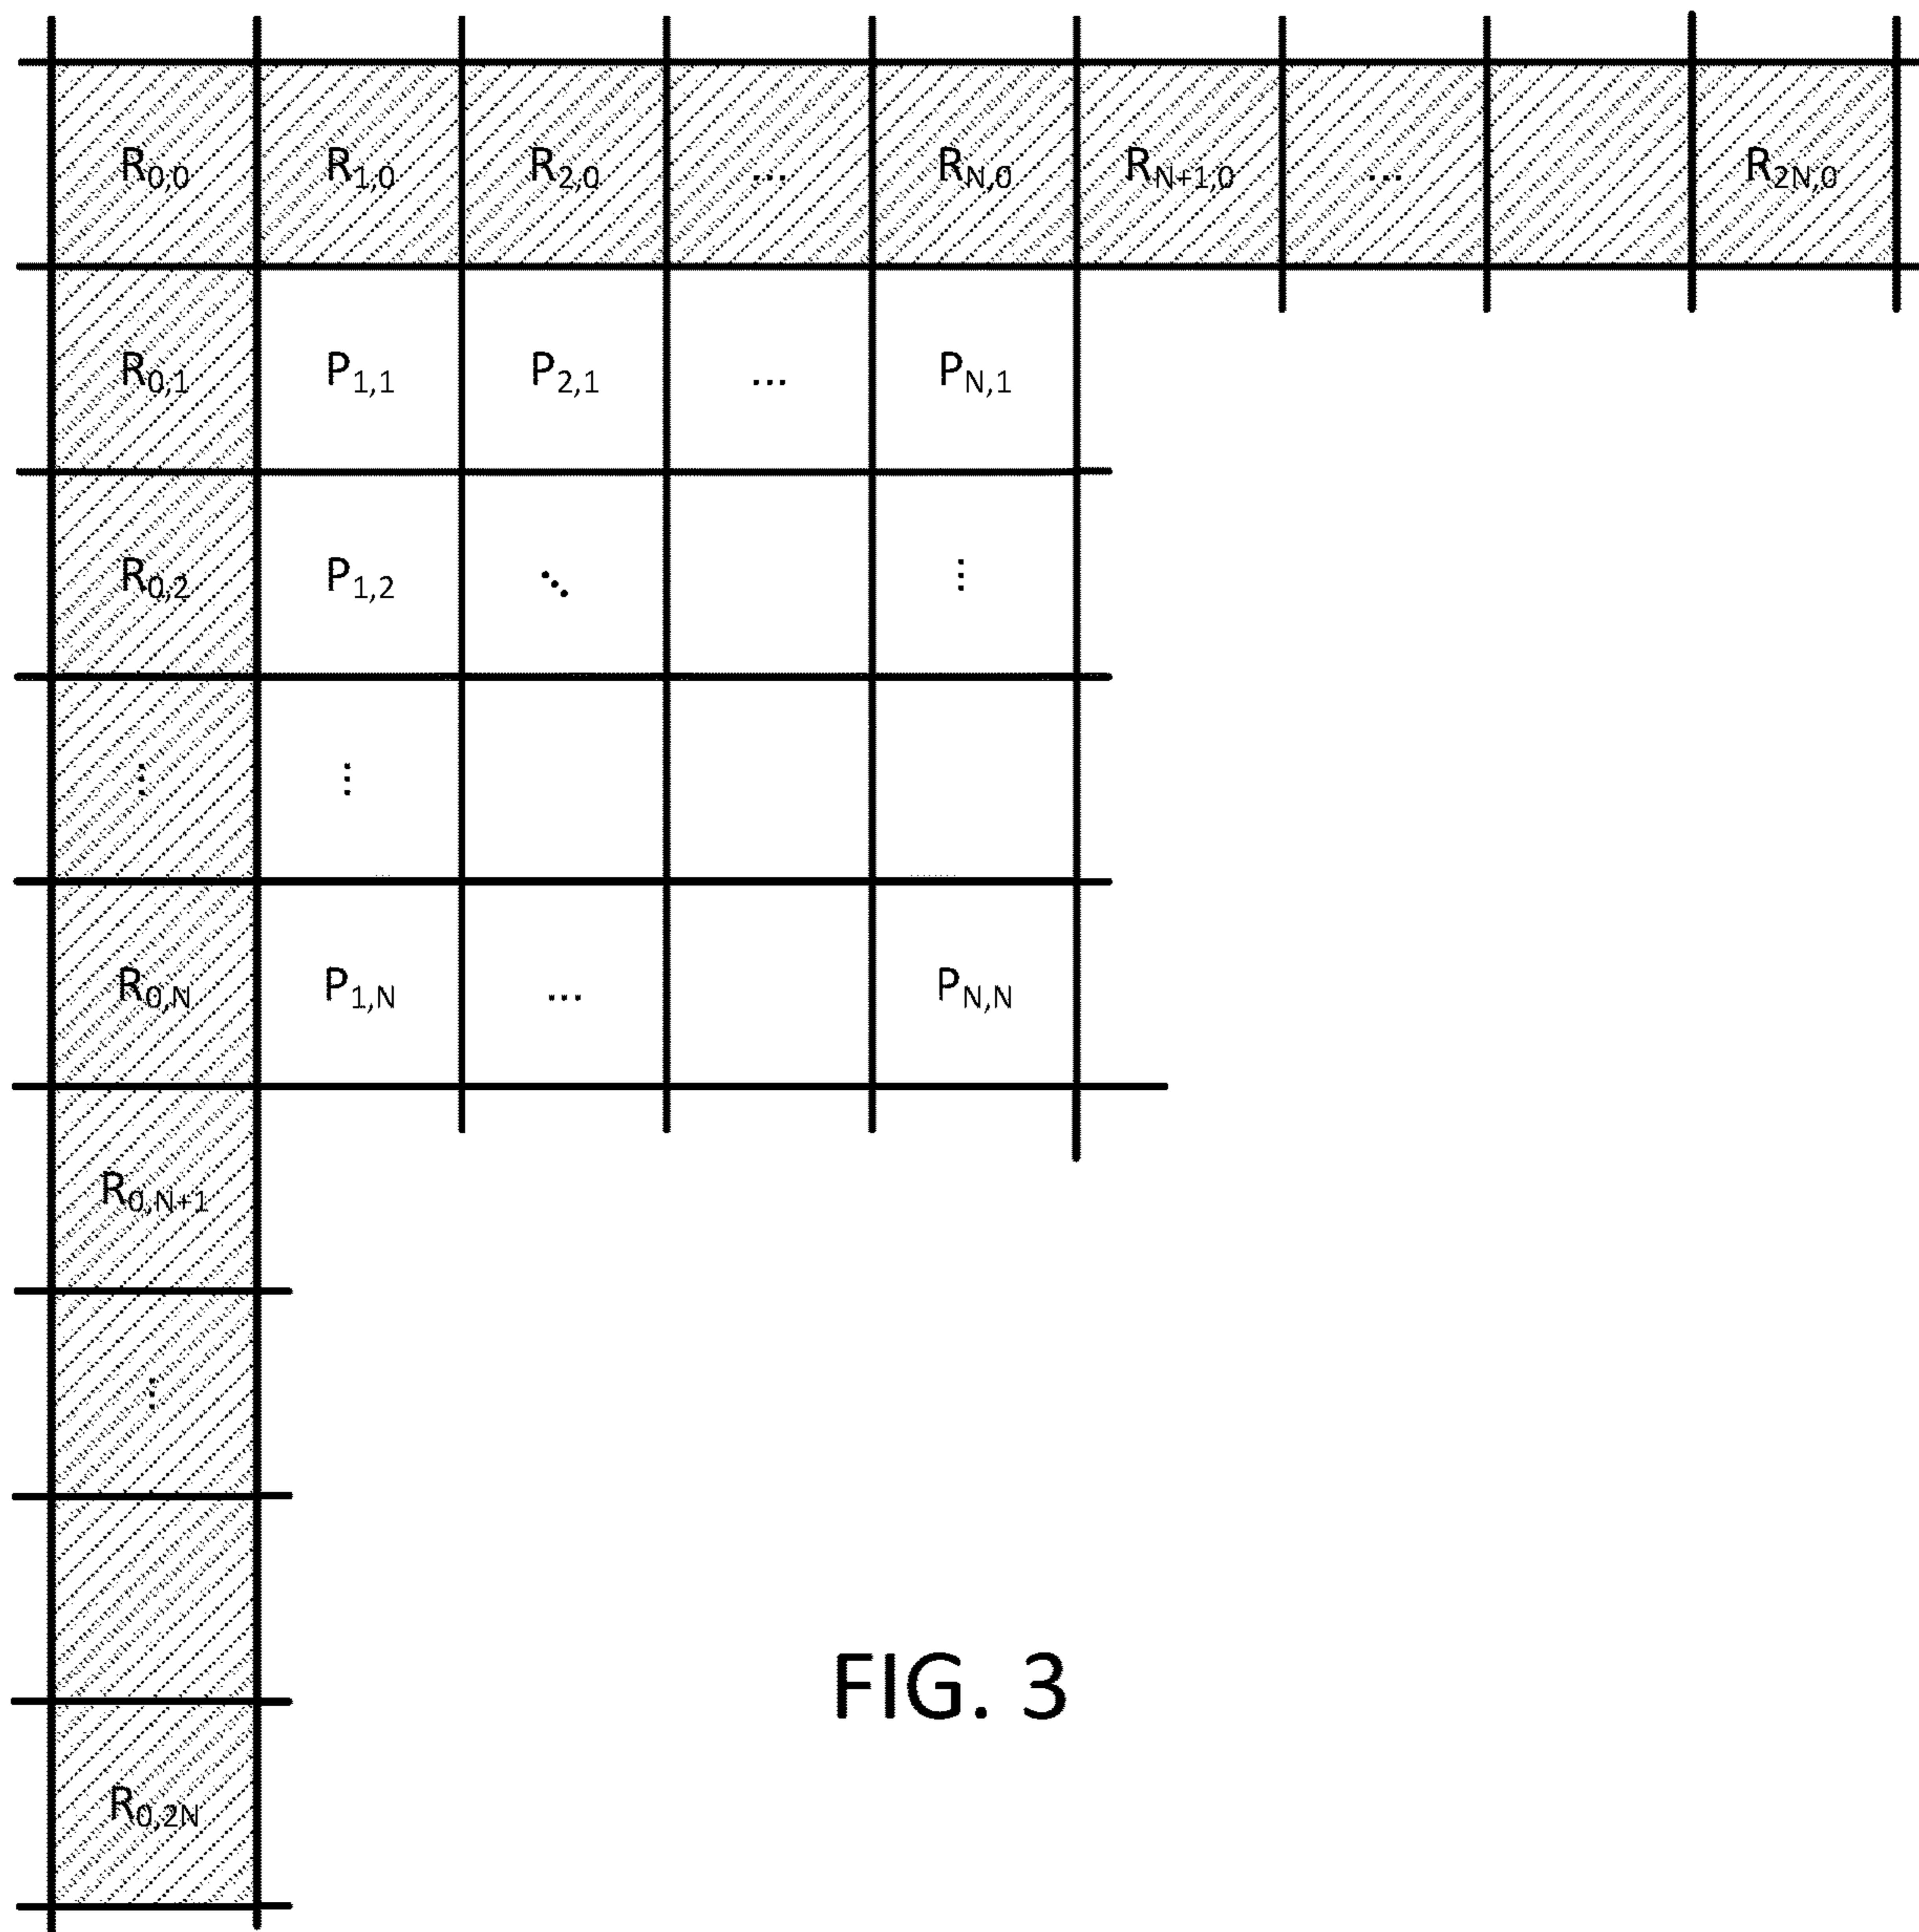 R0,0 R1,0 R2,0 ... RN,0 RN+1,0 ... R2N,0
R0,1 P1,1 P2,1 ... PN,1
R0,2 P1,2 ⋱ ⋮
⋮ ⋮
R0,N P1,N ... PN,N
R0,N+1
⋮
R0,2N
FIG. 3